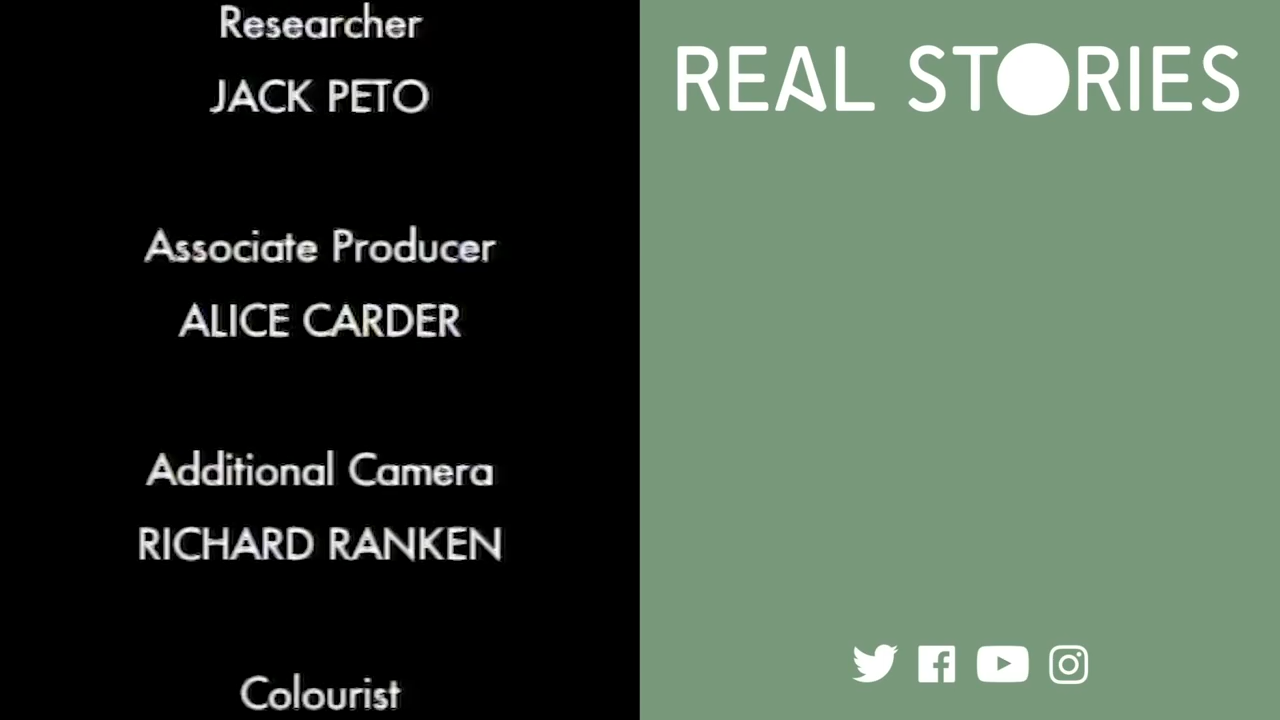 Researcher
JACK PETO
Associate Producer
ALICE CARDER
Additional Camera
RICHARD RANKEN
Colourist
REAL STORIES